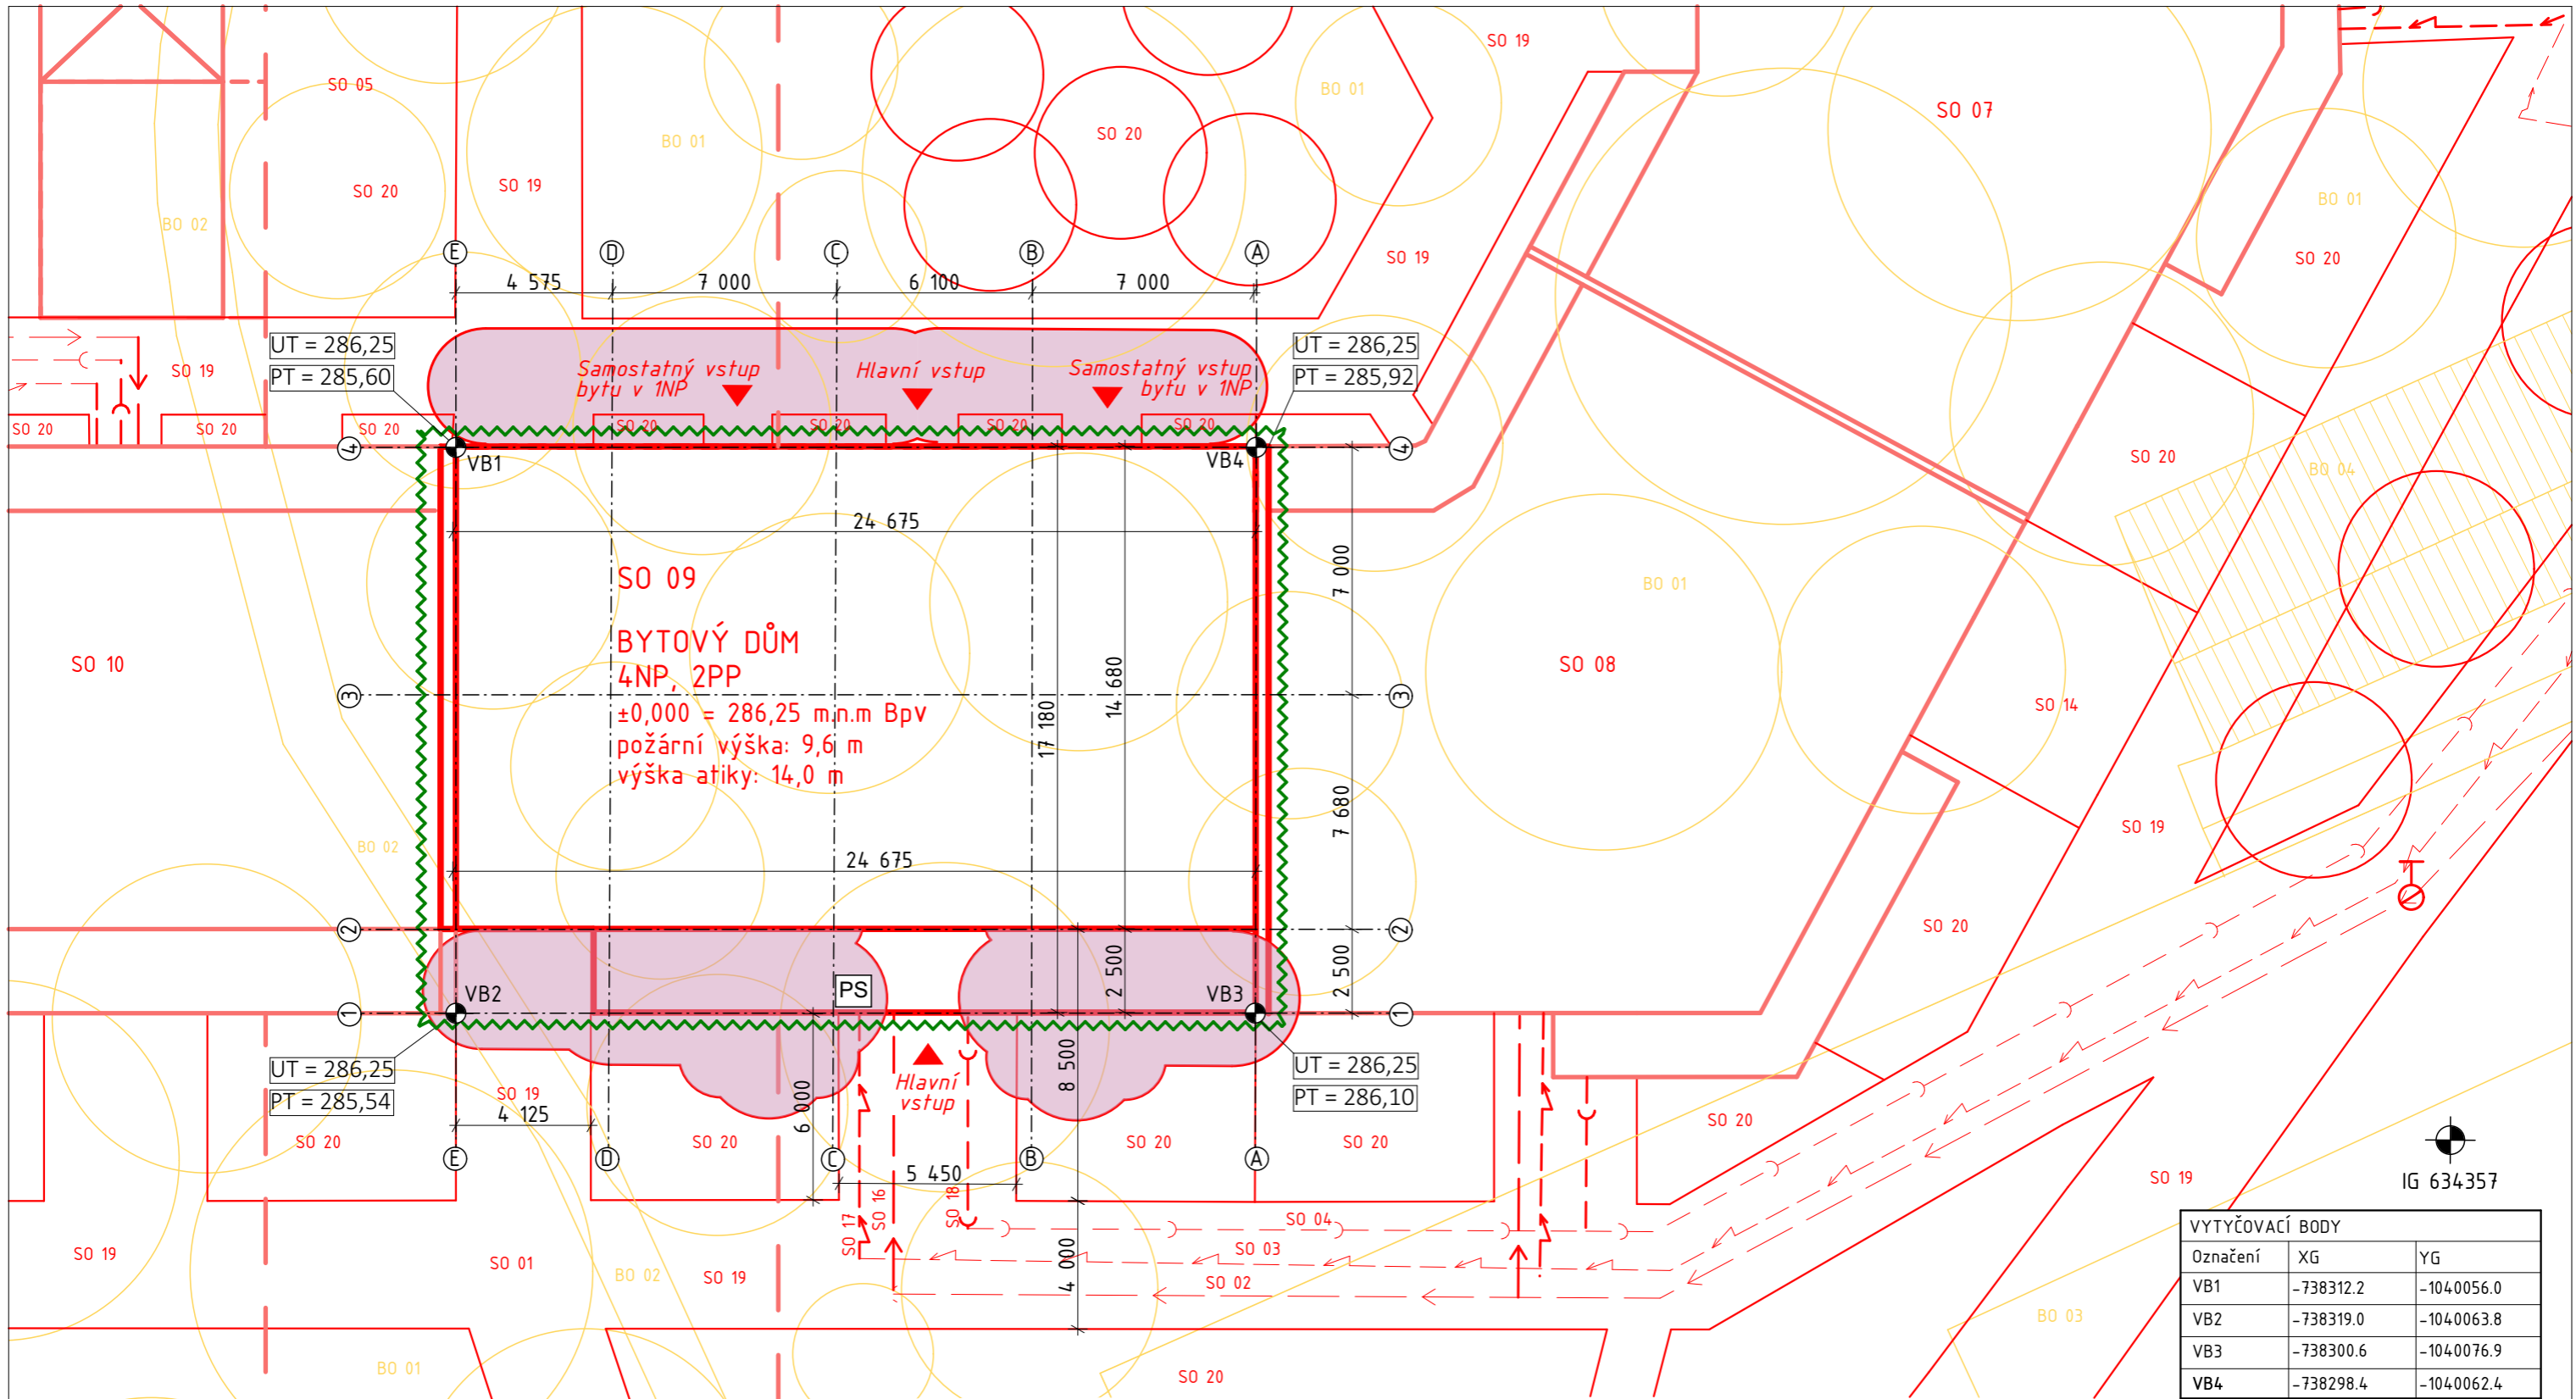 SO 19
SO 05
BO 01
SO 07
BO 01
SO 20
SO 20
SO 19
BO 01
BO 02
SO 19
SO 20
E
D
C
B
A
4 575
7 000
6 100
7 000
UT = 286,25
PT = 285,60
UT = 286,25
PT = 285,92
SO 19
Samostatný vstup
bytu v 1NP
Hlavní vstup
Samostatný vstup
bytu v 1NP
SO 20
SO 20
SO 20
SO 20
SO 20
SO 20
SO 20
4
VB1
VB4
4
SO 20
BO 04
24 675
7 000
SO 09
BO 01
BYTOVÝ DŮM
4NP, 2PP
±0,000 = 286,25 m.n.m BpV
požární výška: 9,6 m
výška atiky: 14,0 m
SO 10
SO 08
3
3
14 680
17 180
SO 14
7 680
BO 02
24 675
SO 19
2
2
SO 20
2 500
2 500
VB2
PS
VB3
1
1
UT = 286,25
PT = 285,54
UT = 286,25
PT = 286,10
Hlavní
vstup
SO 19
4 125
6 000
8 500
SO 20
SO 20
SO 20
SO 20
SO 20
E
D
C
B
A
5 450
SO 17
SO 16
SO 18
SO 19
IG 634357
SO 04
SO 03
SO 02
4 000
SO 19
SO 01
BO 02
SO 19
BO 03
BO 01
SO 20
VYTYČOVACÍ BODY
Označení XG YG
VB1 -738312.2 -1040056.0
VB2 -738319.0 -1040063.8
VB3 -738300.6 -1040076.9
VB4 -738298.4 -1040062.4